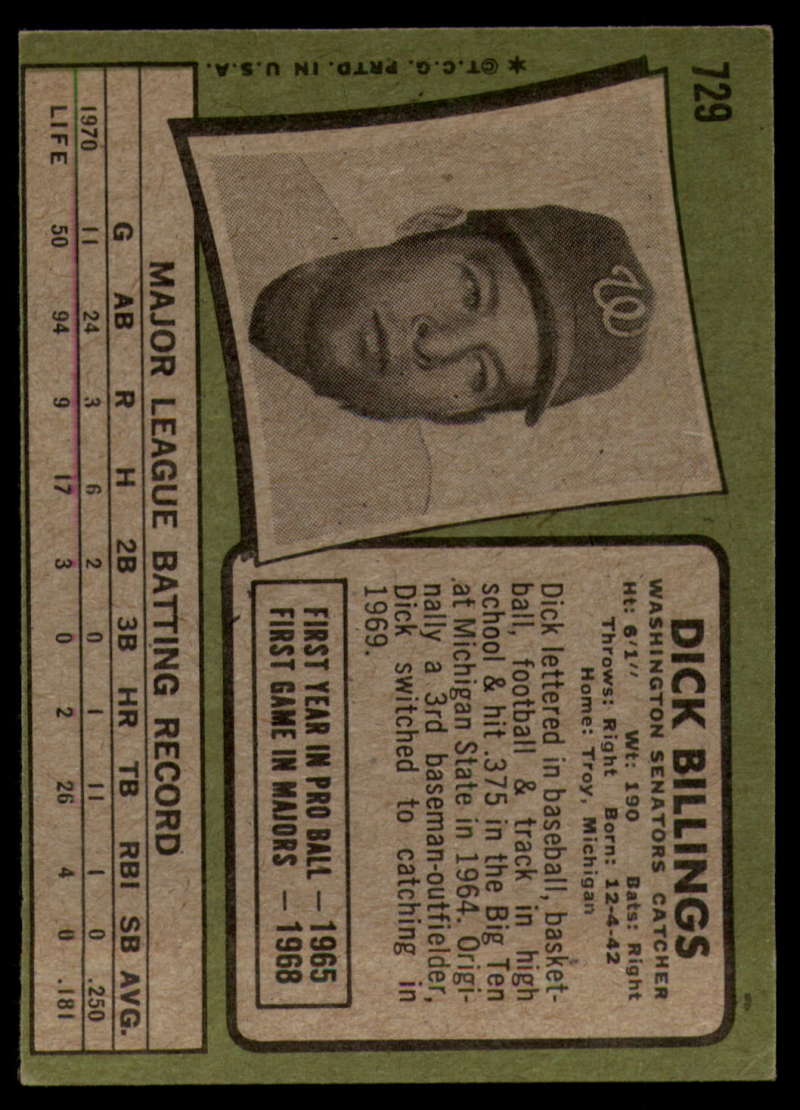 729
✶ ©T.C.G. PRTD. IN U.S.A.
W
DICK BILLINGS
WASHINGTON SENATORS CATCHER
Ht: 6'1" Wt: 190 Bats: Right
Throws: Right Born: 12-4-42
Home: Troy, Michigan
Dick lettered in baseball, basket-
ball, football & track in high
school & hit .375 in the Big Ten
at Michigan State in 1964. Origi-
nally a 3rd baseman-outfielder,
Dick switched to catching in
1969.
FIRST YEAR IN PRO BALL — 1965
FIRST GAME IN MAJORS — 1968
MAJOR LEAGUE BATTING RECORD
G AB R H 2B 3B HR TB RBI SB AVG.
1970 11 24 3 6 2 0 1 11 1 0 .250
LIFE 50 94 9 17 3 0 2 26 4 0 .181